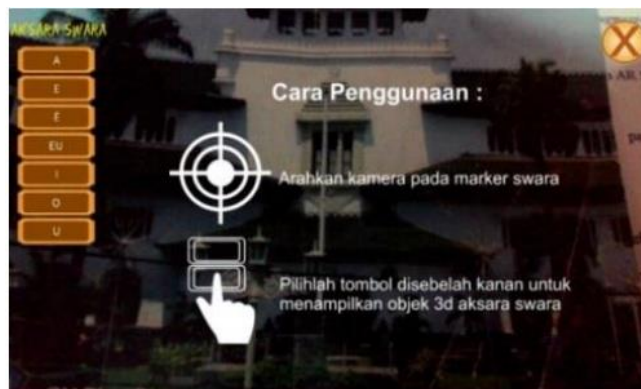 AKSARA SWARA
A
E
É
EU
I
O
U
Cara Penggunaan :
Arahkan kamera pada marker swara
Pilihlah tombol disebelah kanan untuk
menampilkan objek 3d aksara swara
X
AR